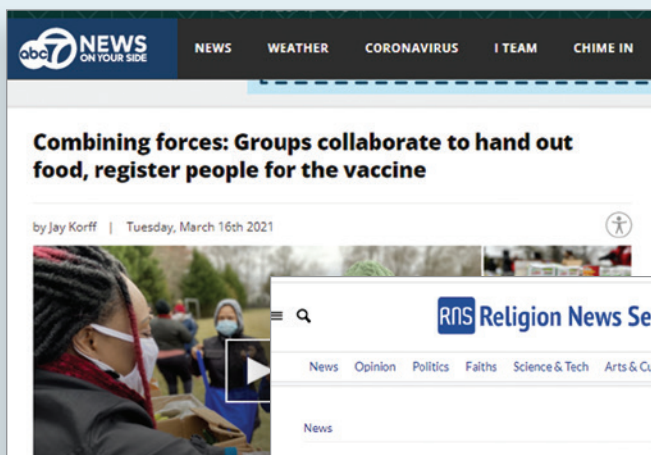 abc 7 NEWS
ON YOUR SIDE
NEWS WEATHER CORONAVIRUS I TEAM CHIME IN
Combining forces: Groups collaborate to hand out
food, register people for the vaccine
by Jay Korff | Tuesday, March 16th 2021
RNS Religion News Se
News Opinion Politics Faiths Science & Tech Arts & Cu
News